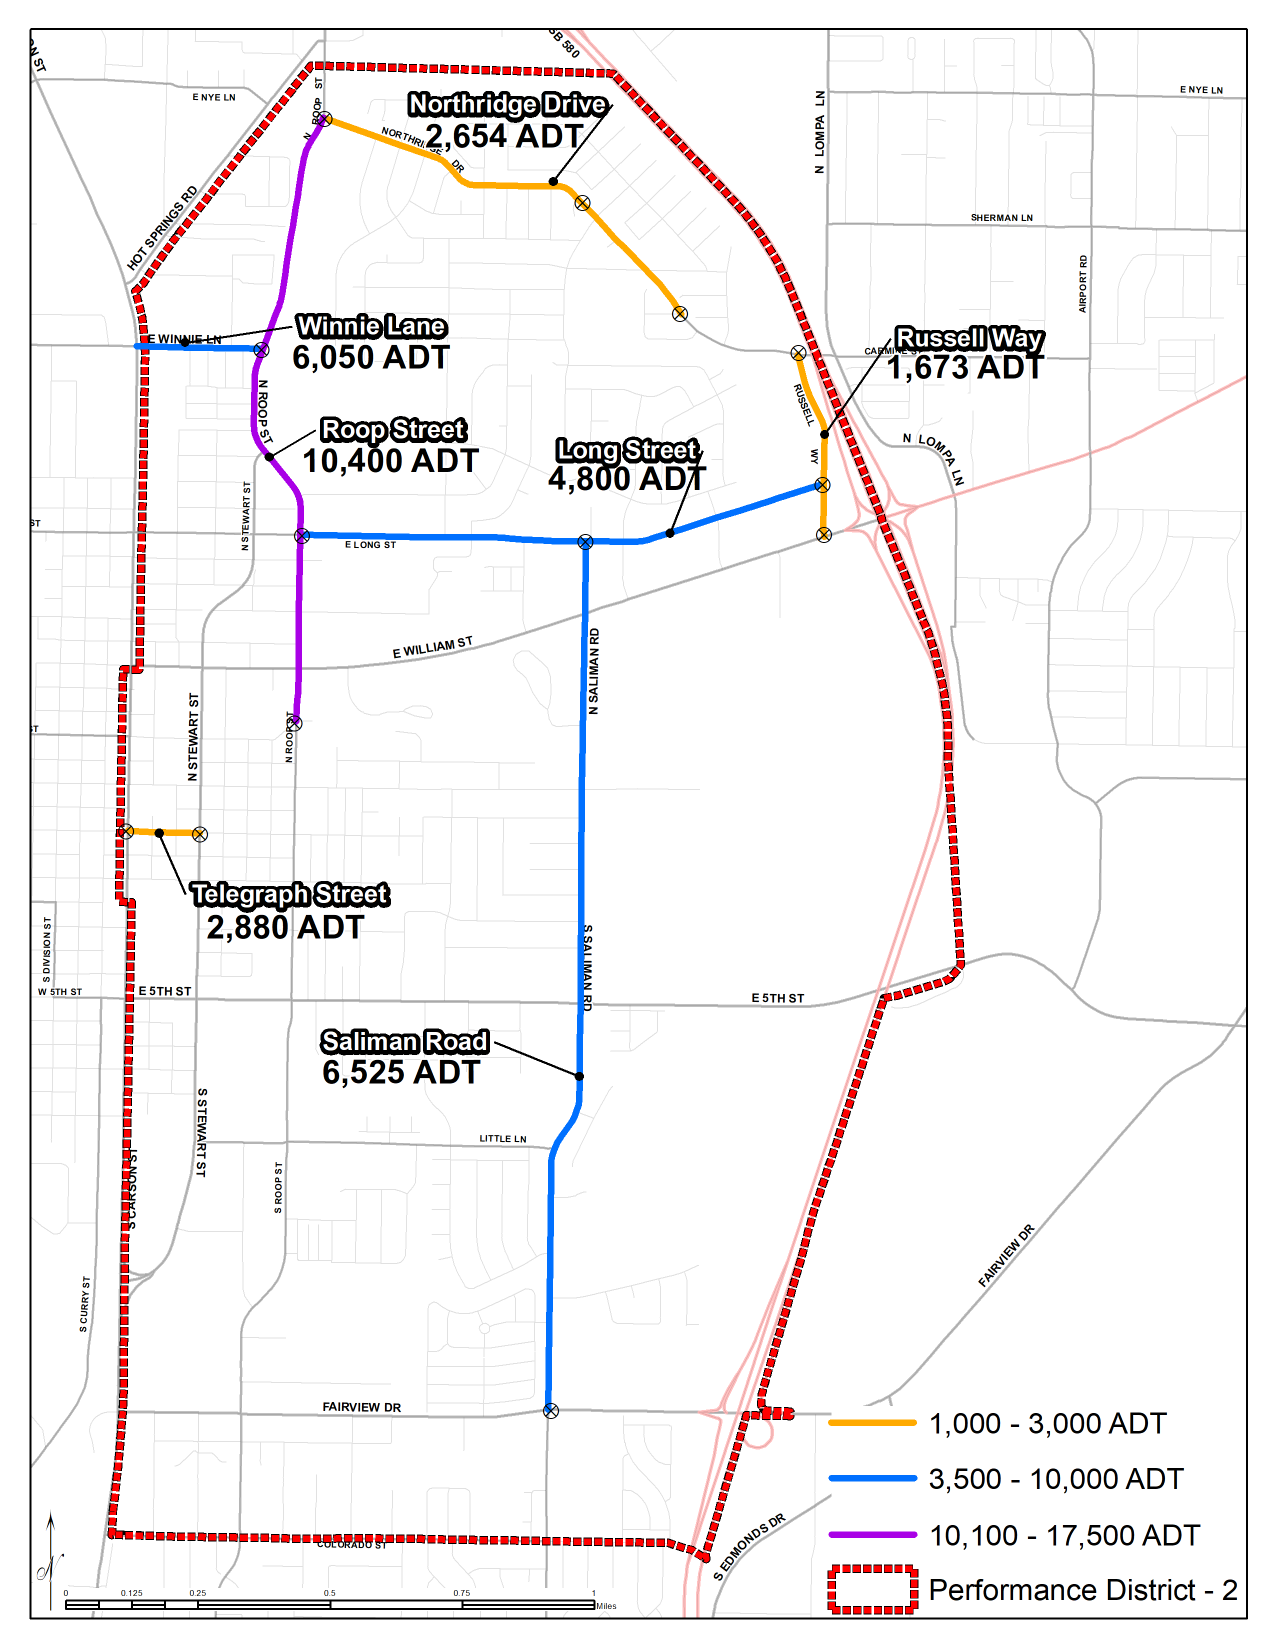 ON ST
SB 580
E NYE LN
N ROOP ST
Northridge Drive
2,654 ADT
NORTHRIDGE DR
N LOMPA LN
E NYE LN
HOT SPRINGS RD
SHERMAN LN
AIRPORT RD
E WINNIE LN
Winnie Lane
6,050 ADT
Russell Way
1,673 ADT
CARMINE ST
RUSSELL WY
N ROOP ST
Roop Street
10,400 ADT
Long Street
4,800 ADT
N LOMPA LN
N STEWART ST
ST
E LONG ST
E WILLIAM ST
N SALIMAN RD
N STEWART ST
N ROOP ST
ST
Telegraph Street
2,880 ADT
S DIVISION ST
S SALIMAN RD
W 5TH ST
E 5TH ST
E 5TH ST
Saliman Road
6,525 ADT
S STEWART ST
LITTLE LN
S CARSON ST
S ROOP ST
FAIRVIEW DR
S CURRY ST
FAIRVIEW DR
1,000 - 3,000 ADT
3,500 - 10,000 ADT
10,100 - 17,500 ADT
Performance District - 2
S EDMONDS DR
COLORADO ST
N
0 0.125 0.25 0.5 0.75 1
Miles